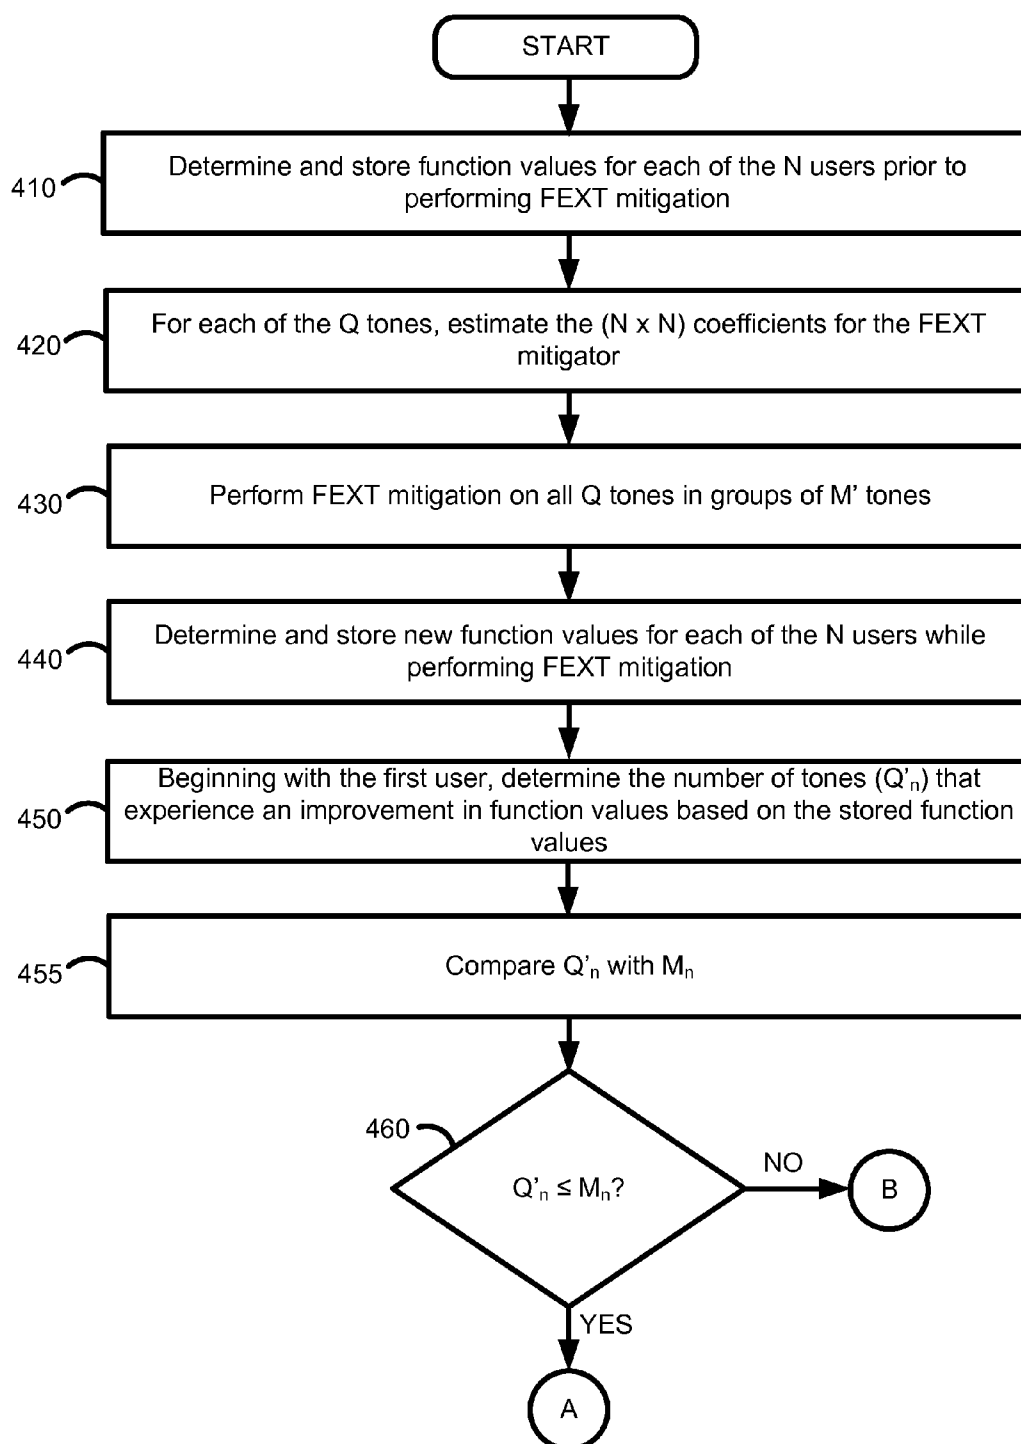 START
410
Determine and store function values for each of the N users prior to
performing FEXT mitigation
420
For each of the Q tones, estimate the (N x N) coefficients for the FEXT
mitigator
430
Perform FEXT mitigation on all Q tones in groups of M' tones
440
Determine and store new function values for each of the N users while
performing FEXT mitigation
450
Beginning with the first user, determine the number of tones (Q'ₙ) that
experience an improvement in function values based on the stored function
values
455
Compare Q'ₙ with Mₙ
460
Q'ₙ ≤ Mₙ?
NO
B
YES
A